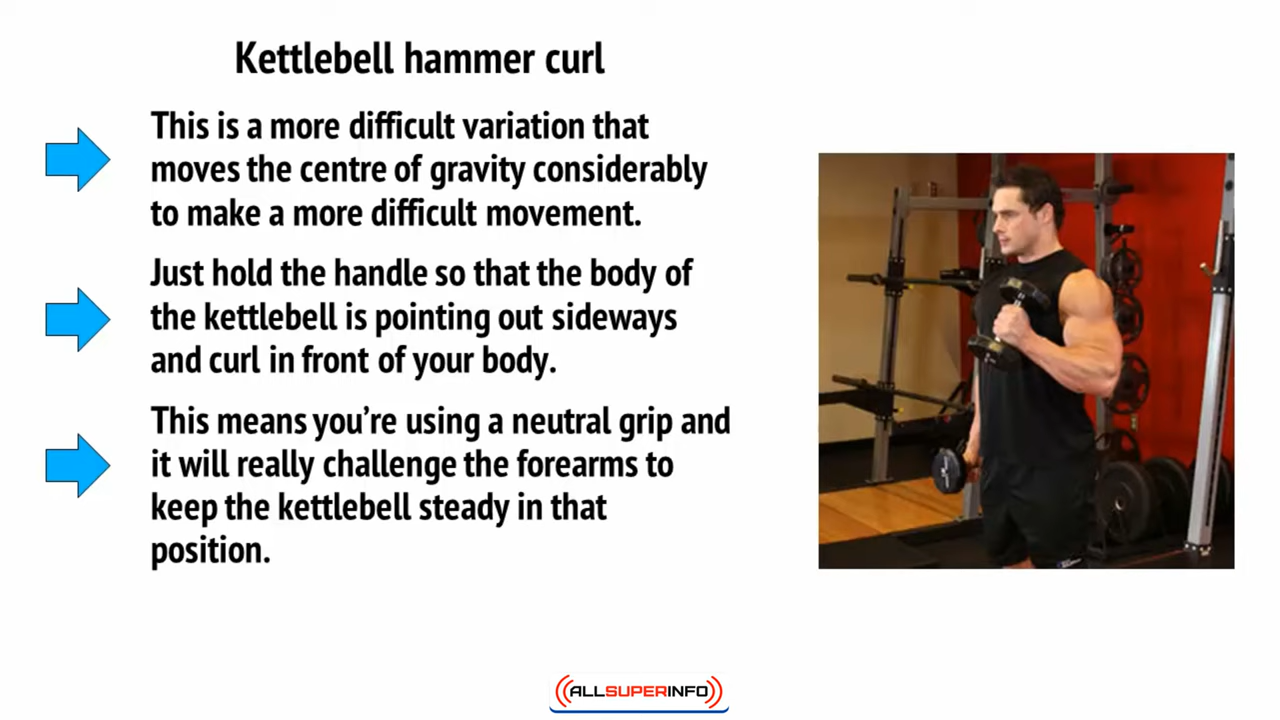 Kettlebell hammer curl
This is a more difficult variation that
moves the centre of gravity considerably
to make a more difficult movement.
Just hold the handle so that the body of
the kettlebell is pointing out sideways
and curl in front of your body.
This means you’re using a neutral grip and
it will really challenge the forearms to
keep the kettlebell steady in that
position.
ALLSUPERINFO